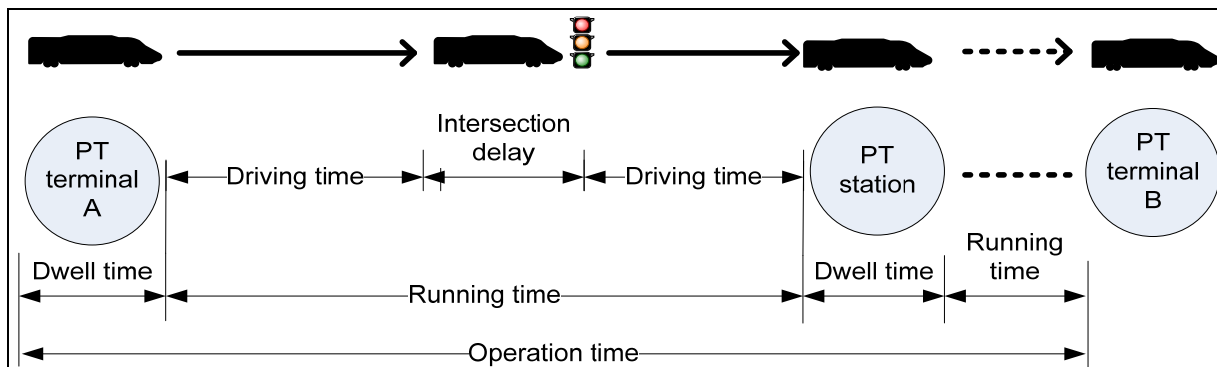 PT
terminal
A
Driving time
Intersection
delay
Driving time
PT
station
PT
terminal
B
Dwell time
Running time
Dwell time
Running
time
Operation time